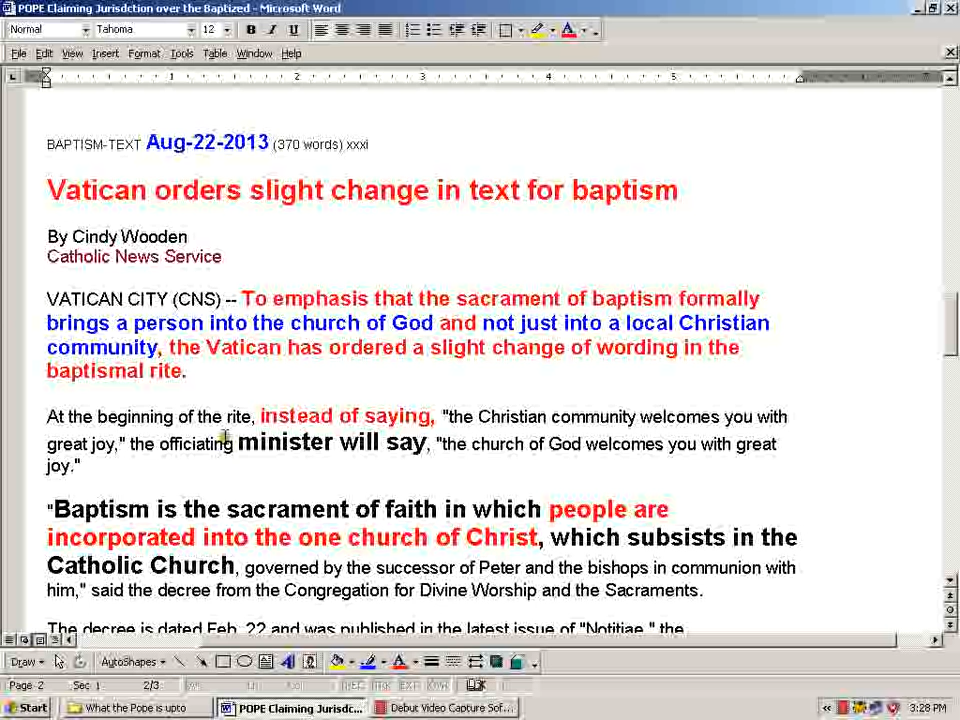 POPE Claiming Jurisdction over the Baptized - Microsoft Word
Normal Tahoma 12 B I U
File Edit View Insert Format Tools Table Window Help
1 2 3 4 5
BAPTISM-TEXT Aug-22-2013 (370 words) xxxi
Vatican orders slight change in text for baptism
By Cindy Wooden
Catholic News Service
VATICAN CITY (CNS) -- To emphasis that the sacrament of baptism formally
brings a person into the church of God and not just into a local Christian
community, the Vatican has ordered a slight change of wording in the
baptismal rite.
At the beginning of the rite, instead of saying, "the Christian community welcomes you with
great joy," the officiating minister will say, "the church of God welcomes you with great
joy."
"Baptism is the sacrament of faith in which people are
incorporated into the one church of Christ, which subsists in the
Catholic Church, governed by the successor of Peter and the bishops in communion with
him," said the decree from the Congregation for Divine Worship and the Sacraments.
The decree is dated Feb. 22 and was published in the latest issue of "Notitiae," the
Draw AutoShapes
Page 2 Sec 1 2/3
Start What the Pope is upto POPE Claiming Jurisdc... Debut Video Capture Sof... 3:28 PM